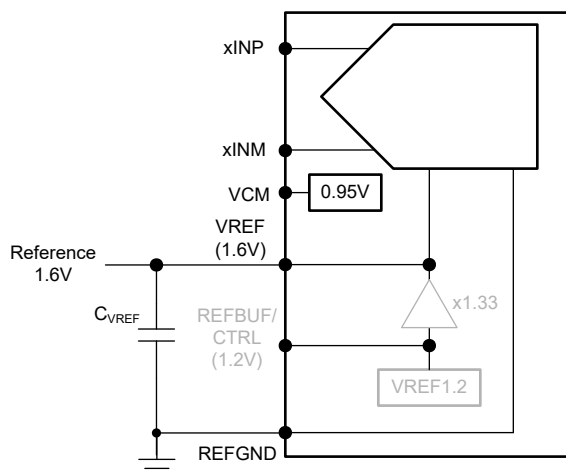 xINP
xINM
VCM
0.95V
VREF
(1.6V)
Reference
1.6V
x1.33
CVREF
REFBUF/
CTRL
(1.2V)
VREF1.2
REFGND